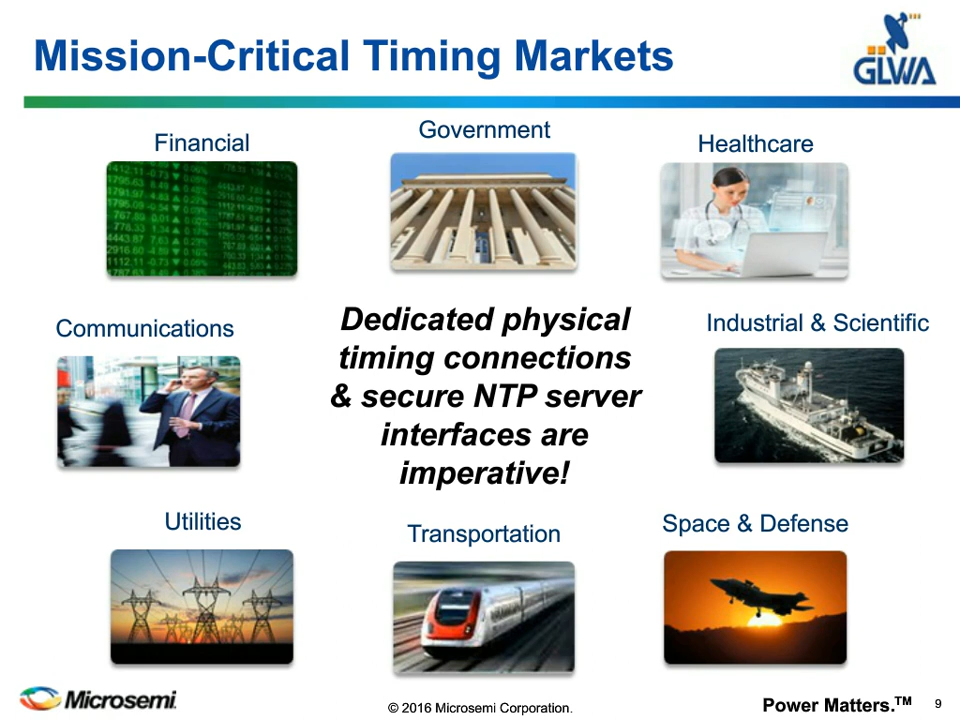 Mission-Critical Timing Markets
GLWA
Financial
Government
Healthcare
Communications
Dedicated physical
timing connections
& secure NTP server
interfaces are
imperative!
Industrial & Scientific
Utilities
Transportation
Space & Defense
Microsemi.
© 2016 Microsemi Corporation.
Power Matters.™
9